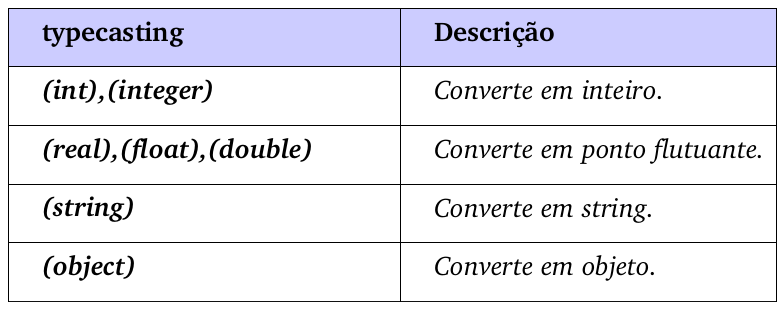 typecasting Descrição
(int),(integer) Converte em inteiro.
(real),(float),(double) Converte em ponto flutuante.
(string) Converte em string.
(object) Converte em objeto.